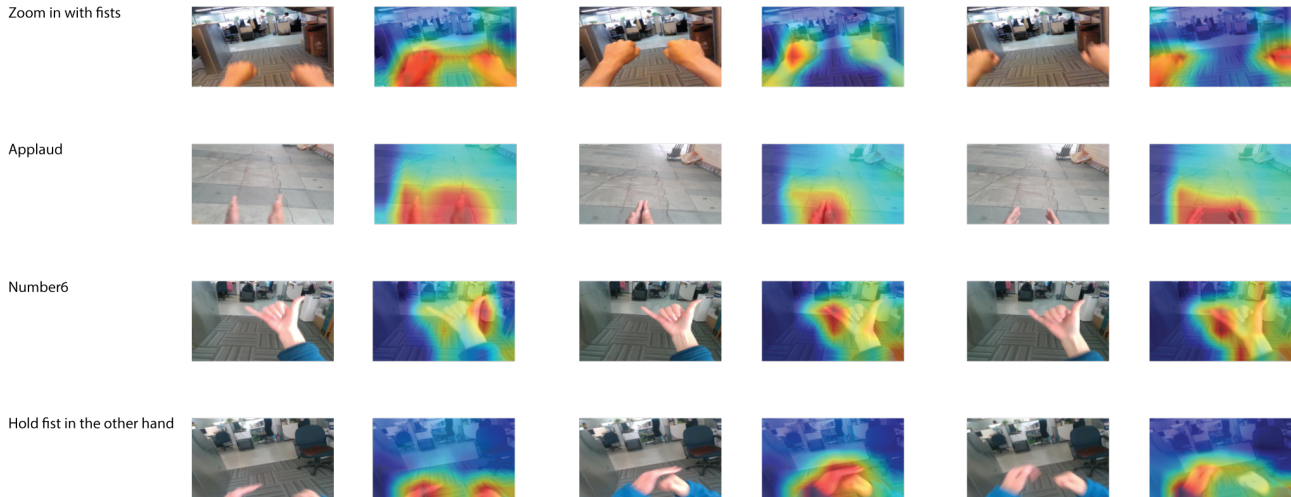 Zoom in with fists
Applaud
Number6
Hold fist in the other hand